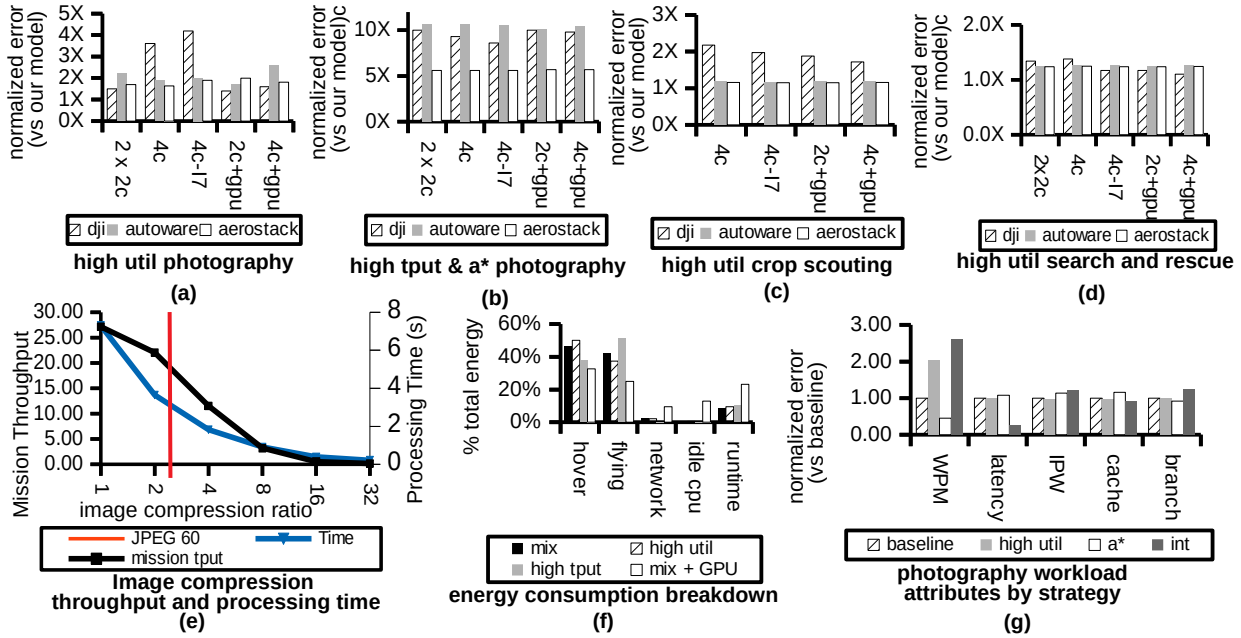 normalized error
(vs our model)
5X
4X
3X
2X
1X
0X
2 x 2c
4c
4c-I7
2c+gpu
4c+gpu
dji autoware aerostack
high util photography
(a)
normalized error
(vs our model)c
10X
5X
0X
2 x 2c
4c
4c-I7
2c+gpu
4c+gpu
dji autoware aerostack
high tput & a* photography
(b)
normalized error
(vs our model)
3X
2X
1X
0X
4c
4c-I7
2c+gpu
4c+gpu
dji autoware aerostack
high util crop scouting
(c)
normalized error
(vs our model)c
2.0X
1.0X
0.0X
2x2c
4c
4c-I7
2c+gpu
4c+gpu
dji autoware aerostack
high util search and rescue
(d)
Mission Throughput
30.00
25.00
20.00
15.00
10.00
5.00
0.00
1 2 4 8 16 32
image compression ratio
8
6
4
2
0
Processing Time (s)
JPEG 60 Time
mission tput
Image compression
throughput and processing time
(e)
% total energy
60%
40%
20%
0%
hover
flying
network
idle cpu
runtime
mix high util
high tput mix + GPU
energy consumption breakdown
(f)
normalized error
(vs baseline)
3.00
2.00
1.00
0.00
WPM
latency
IPW
cache
branch
baseline high util a* int
photography workload
attributes by strategy
(g)